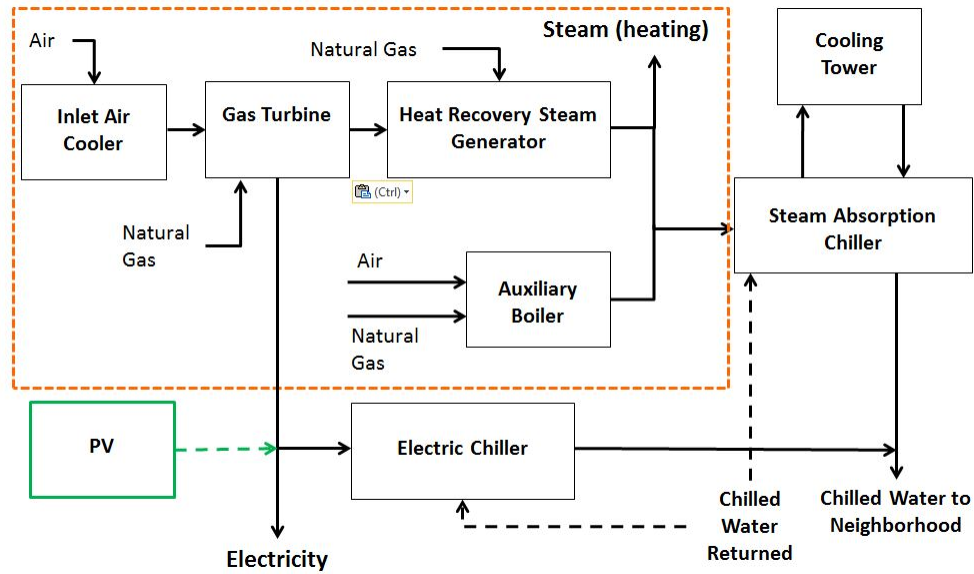 Steam (heating)
Air
Natural Gas
Cooling
Tower
Inlet Air
Cooler
Gas Turbine
Heat Recovery Steam
Generator
(Ctrl)
Natural
Gas
Steam Absorption
Chiller
Air
Auxiliary
Boiler
Natural
Gas
PV
Electric Chiller
Chilled
Water
Returned
Chilled Water to
Neighborhood
Electricity